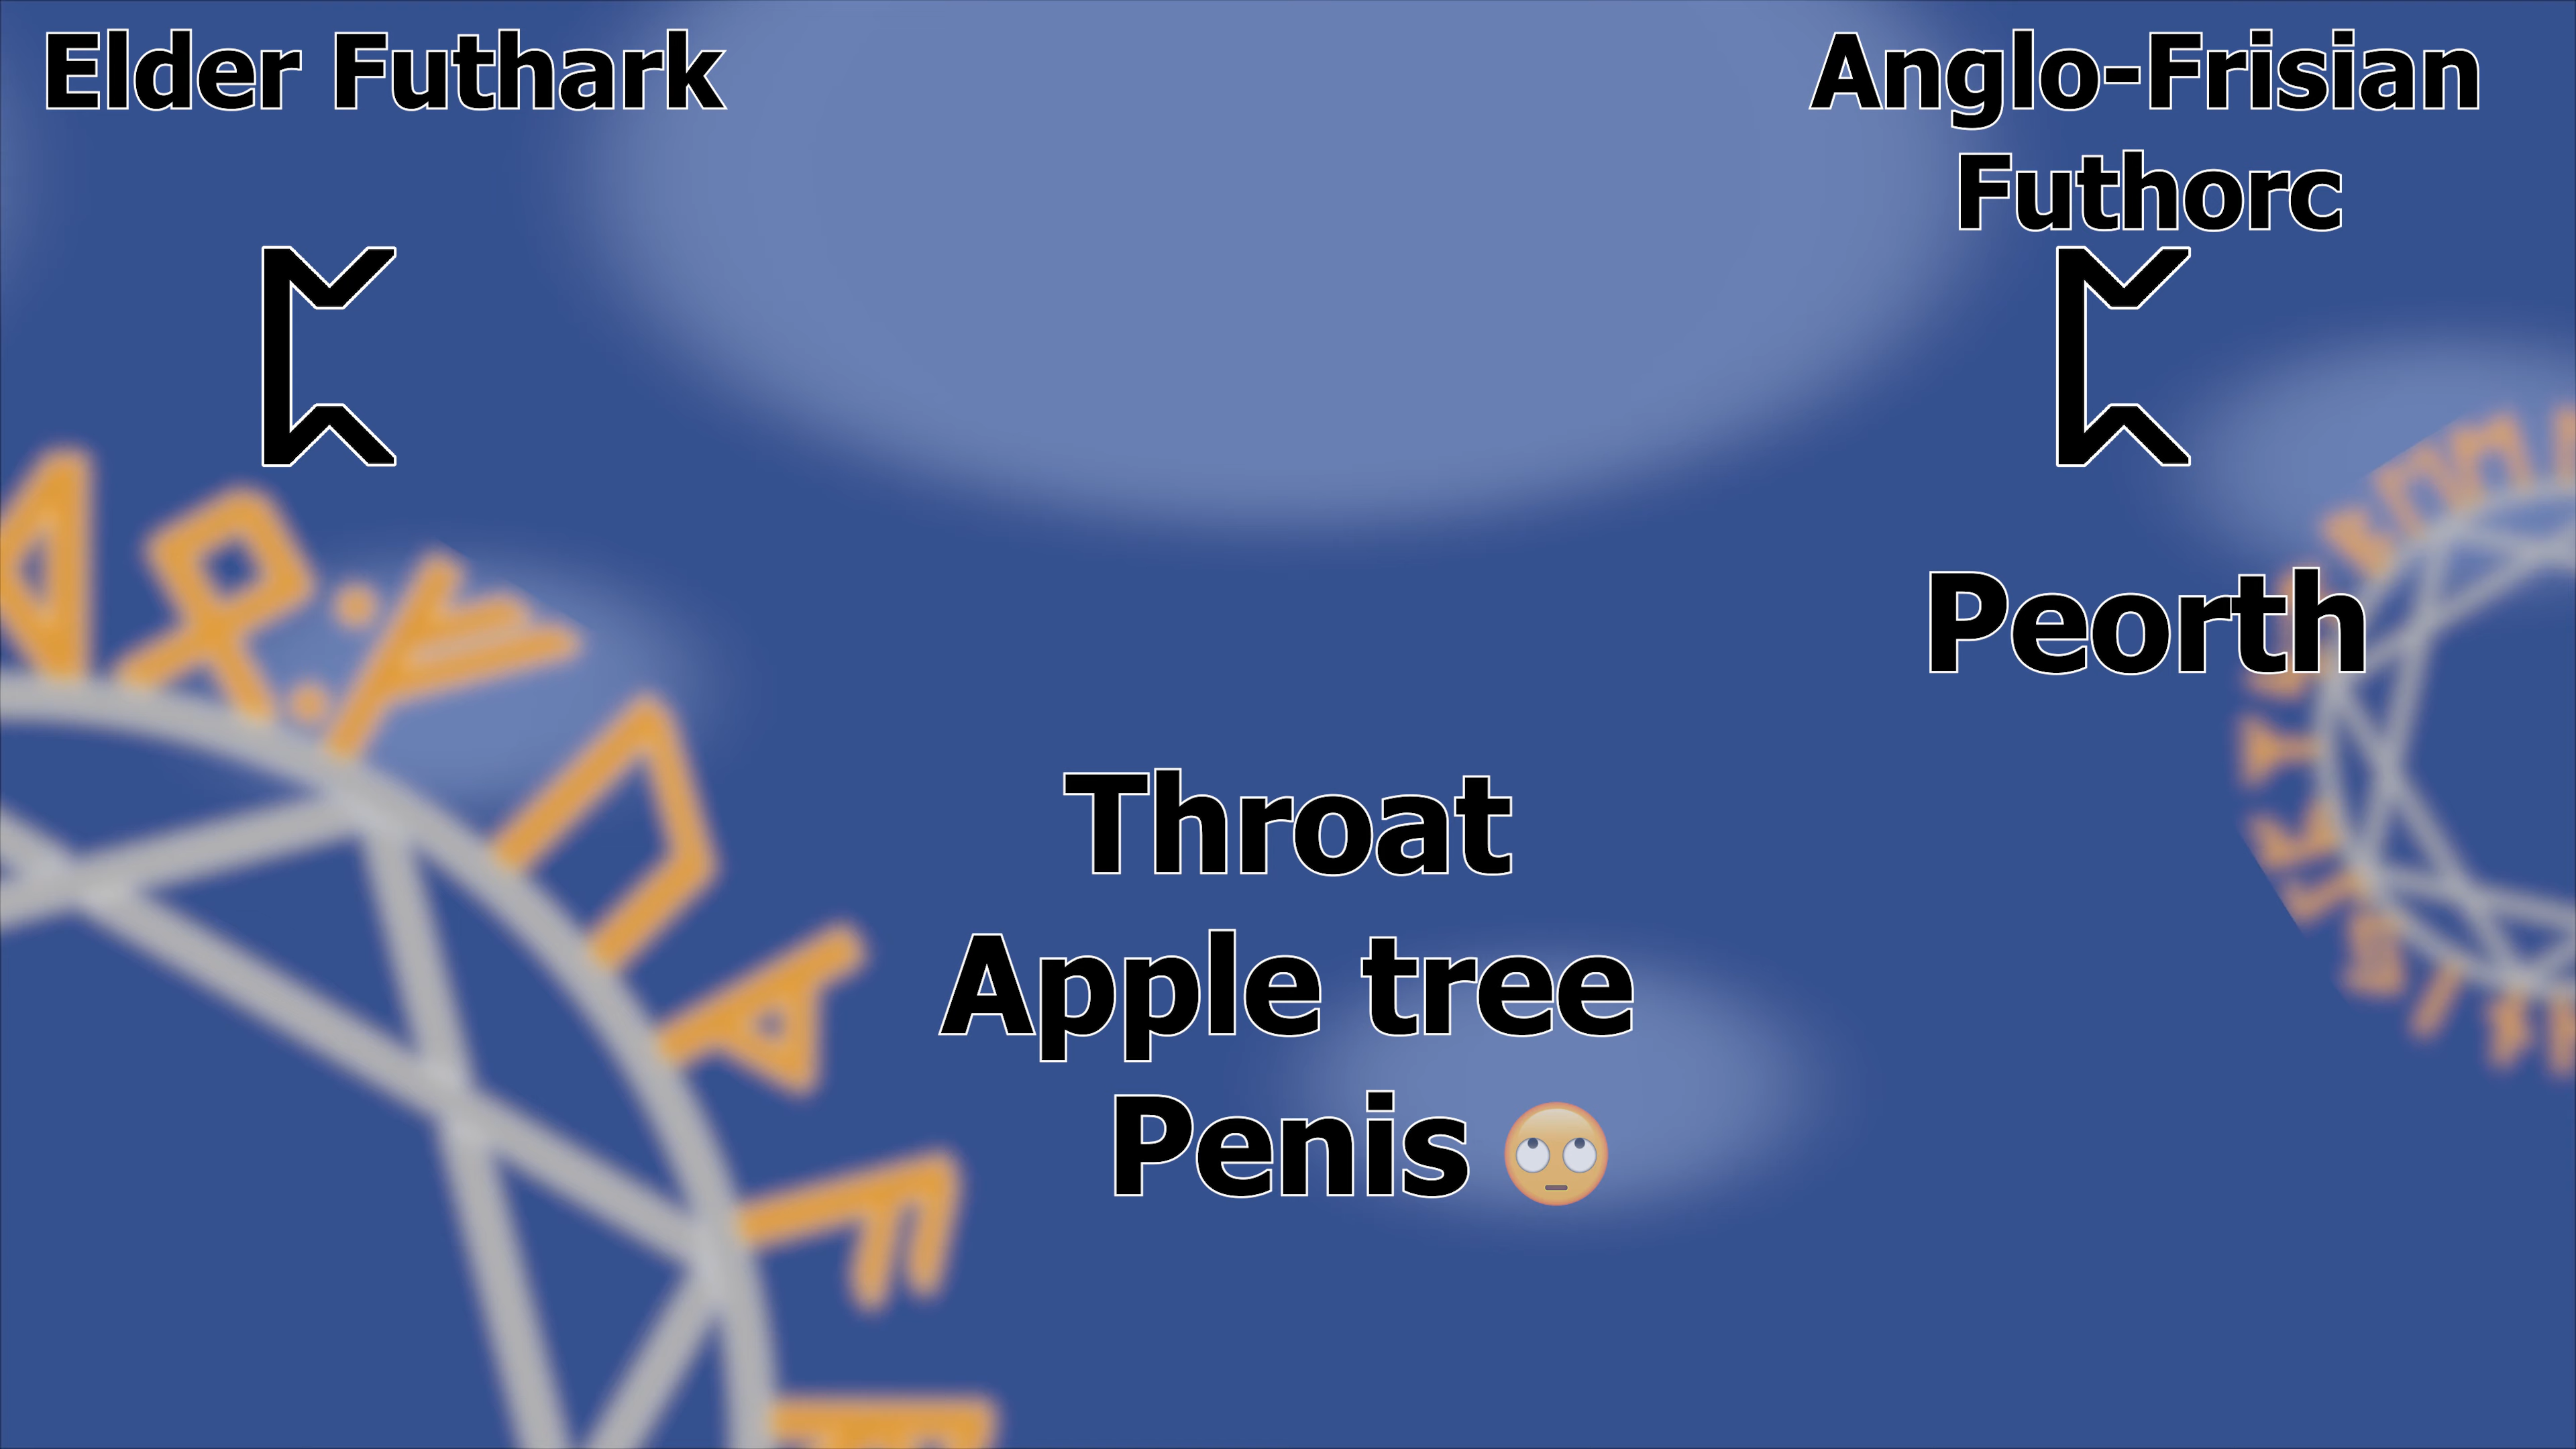 Elder Futhark
Anglo-Frisian
Futhorc
ᛈ
ᛈ
Peorth
Throat
Apple tree
Penis 🙄